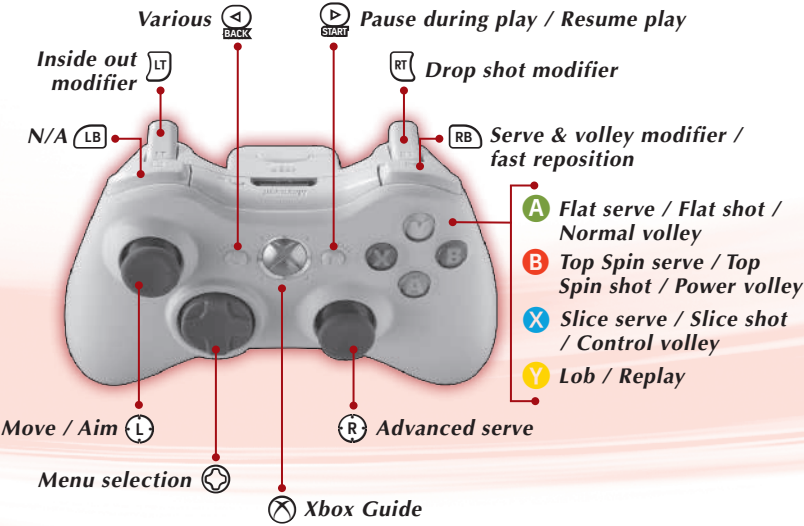 Various BACK
START Pause during play / Resume play
Inside out
modifier LT
RT Drop shot modifier
N/A LB
RB Serve & volley modifier /
fast reposition
A Flat serve / Flat shot /
Normal volley
B Top Spin serve / Top
Spin shot / Power volley
X Slice serve / Slice shot
/ Control volley
Y Lob / Replay
Y
X B
A
Move / Aim L
R Advanced serve
Menu selection
Xbox Guide